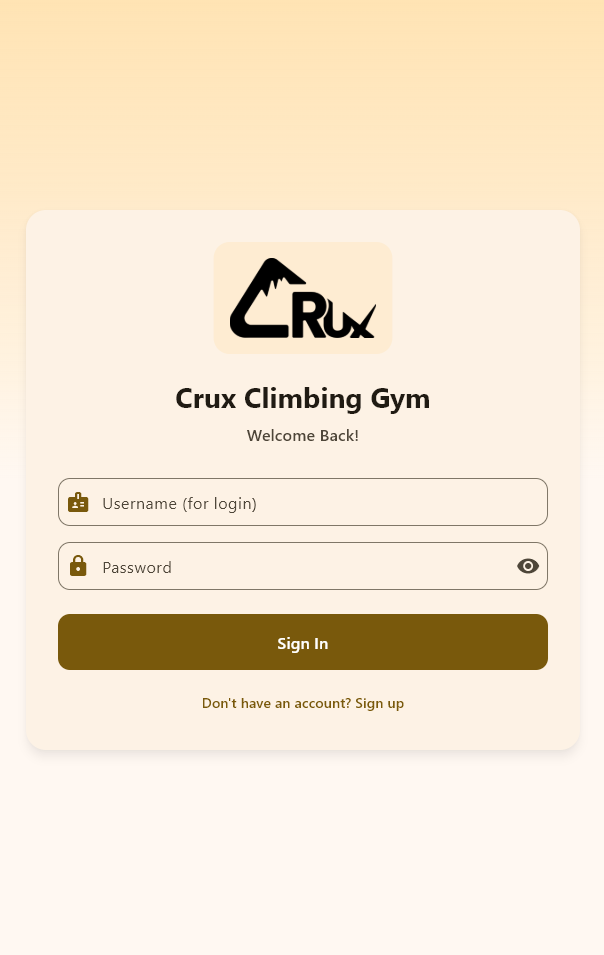 CRUX
Crux Climbing Gym
Welcome Back!
Username (for login)
Password
Sign In
Don't have an account? Sign up